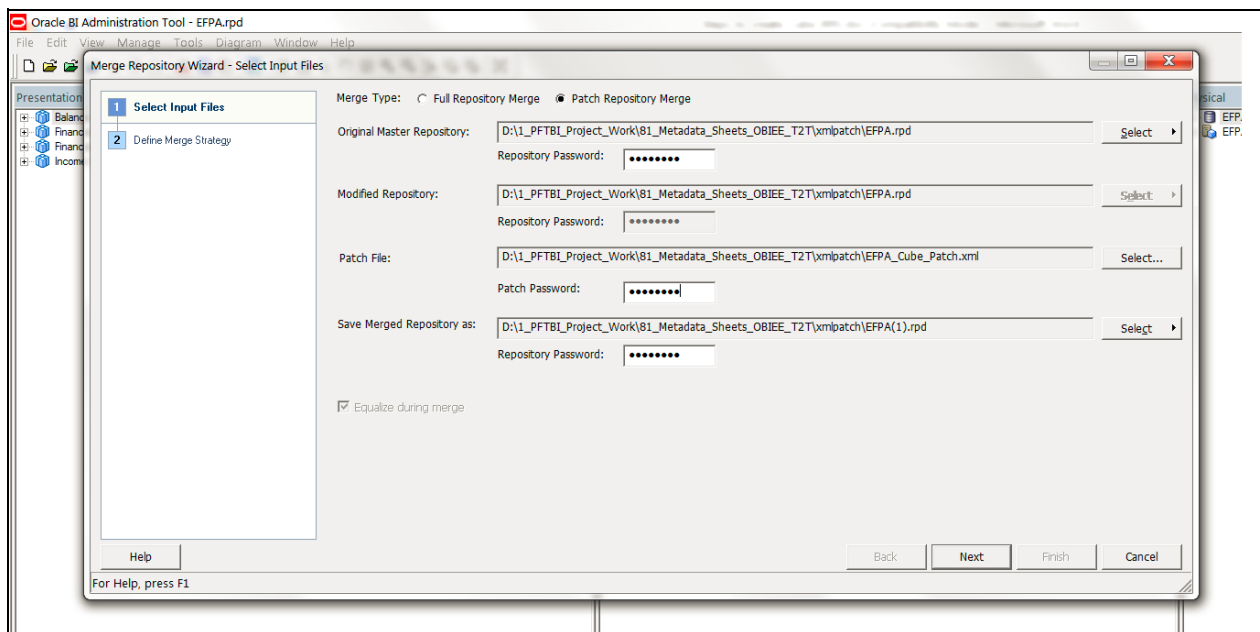 Oracle BI Administration Tool - EFPA.rpd
File Edit View Manage Tools Diagram Window Help
Merge Repository Wizard - Select Input Files
Presentation
Balanc
Financ
Financ
Incom
sical
EFP
EFP.
1 Select Input Files
2 Define Merge Strategy
Merge Type: Full Repository Merge Patch Repository Merge
Original Master Repository: D:\1_PFTBI_Project_Work\81_Metadata_Sheets_OBIEE_T2T\xmlpatch\EFPA.rpd Select
Repository Password: ••••••••
Modified Repository: D:\1_PFTBI_Project_Work\81_Metadata_Sheets_OBIEE_T2T\xmlpatch\EFPA.rpd Select
Repository Password: ••••••••
Patch File: D:\1_PFTBI_Project_Work\81_Metadata_Sheets_OBIEE_T2T\xmlpatch\EFPA_Cube_Patch.xml Select...
Patch Password: ••••••••
Save Merged Repository as: D:\1_PFTBI_Project_Work\81_Metadata_Sheets_OBIEE_T2T\xmlpatch\EFPA(1).rpd Select
Repository Password: ••••••••
Equalize during merge
Help Back Next Finish Cancel
For Help, press F1